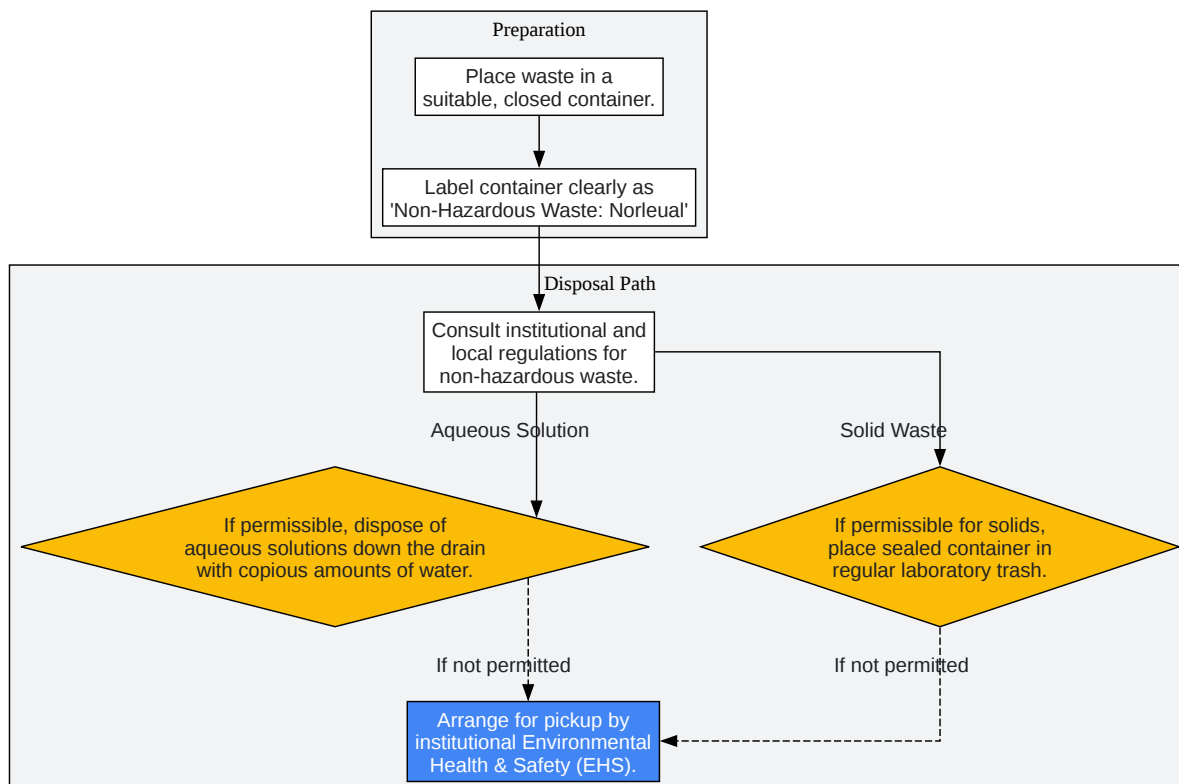 Preparation
Place waste in a
suitable, closed container.
Label container clearly as
'Non-Hazardous Waste: Norleual'
Disposal Path
Consult institutional and
local regulations for
non-hazardous waste.
Aqueous Solution
Solid Waste
If permissible, dispose of
aqueous solutions down the drain
with copious amounts of water.
If permissible for solids,
place sealed container in
regular laboratory trash.
If not permitted
If not permitted
Arrange for pickup by
institutional Environmental
Health & Safety (EHS).